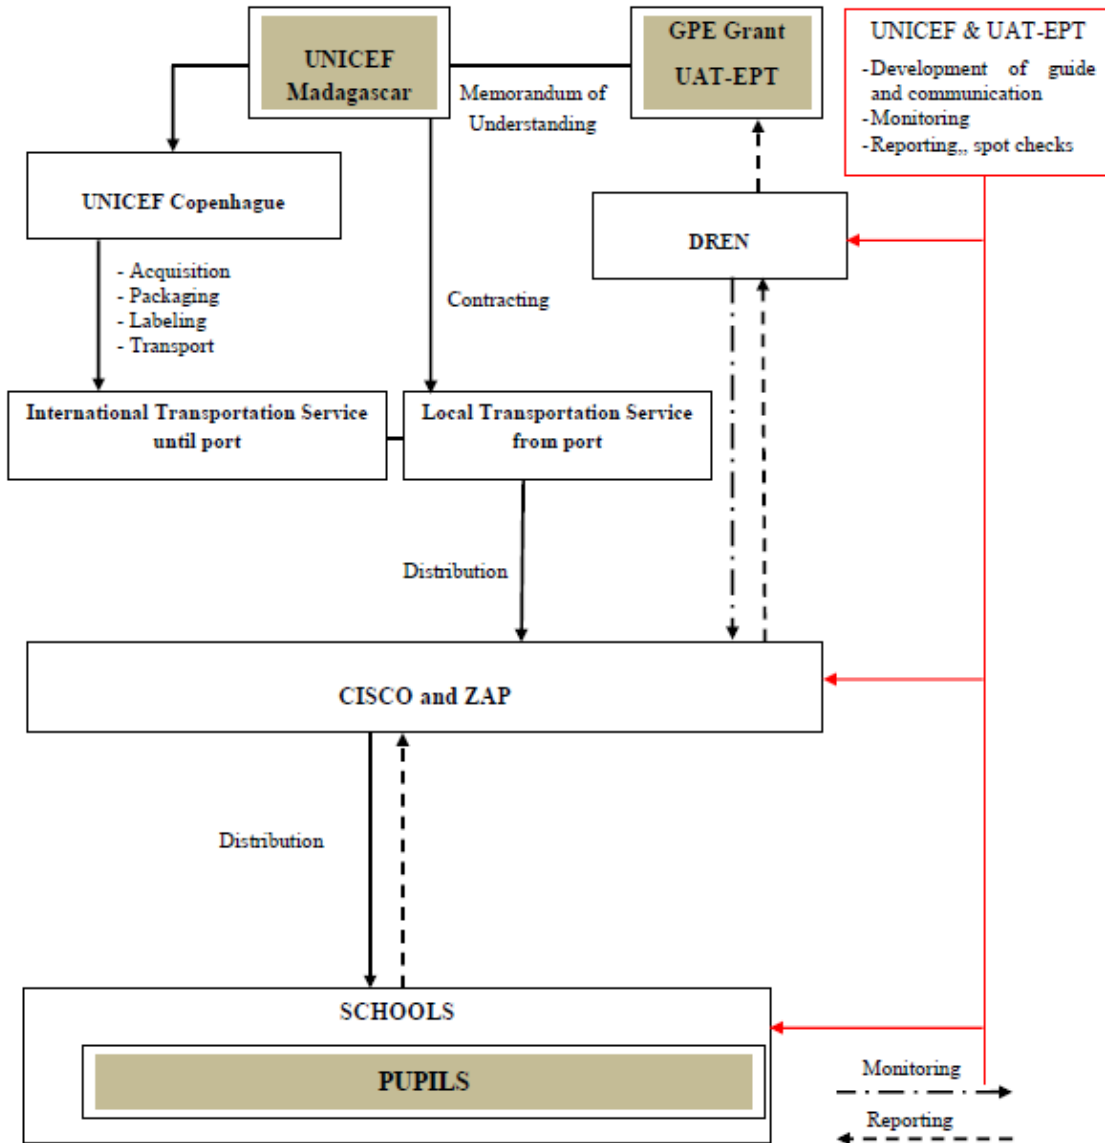 UNICEF
Madagascar
GPE Grant
UAT-EPT
Memorandum of
Understanding
UNICEF & UAT-EPT
-Development of guide
and communication
-Monitoring
-Reporting,, spot checks
UNICEF Copenhague
DREN
- Acquisition
- Packaging
- Labeling
- Transport
Contracting
International Transportation Service
until port
Local Transportation Service
from port
Distribution
CISCO and ZAP
Distribution
SCHOOLS
PUPILS
Monitoring
Reporting